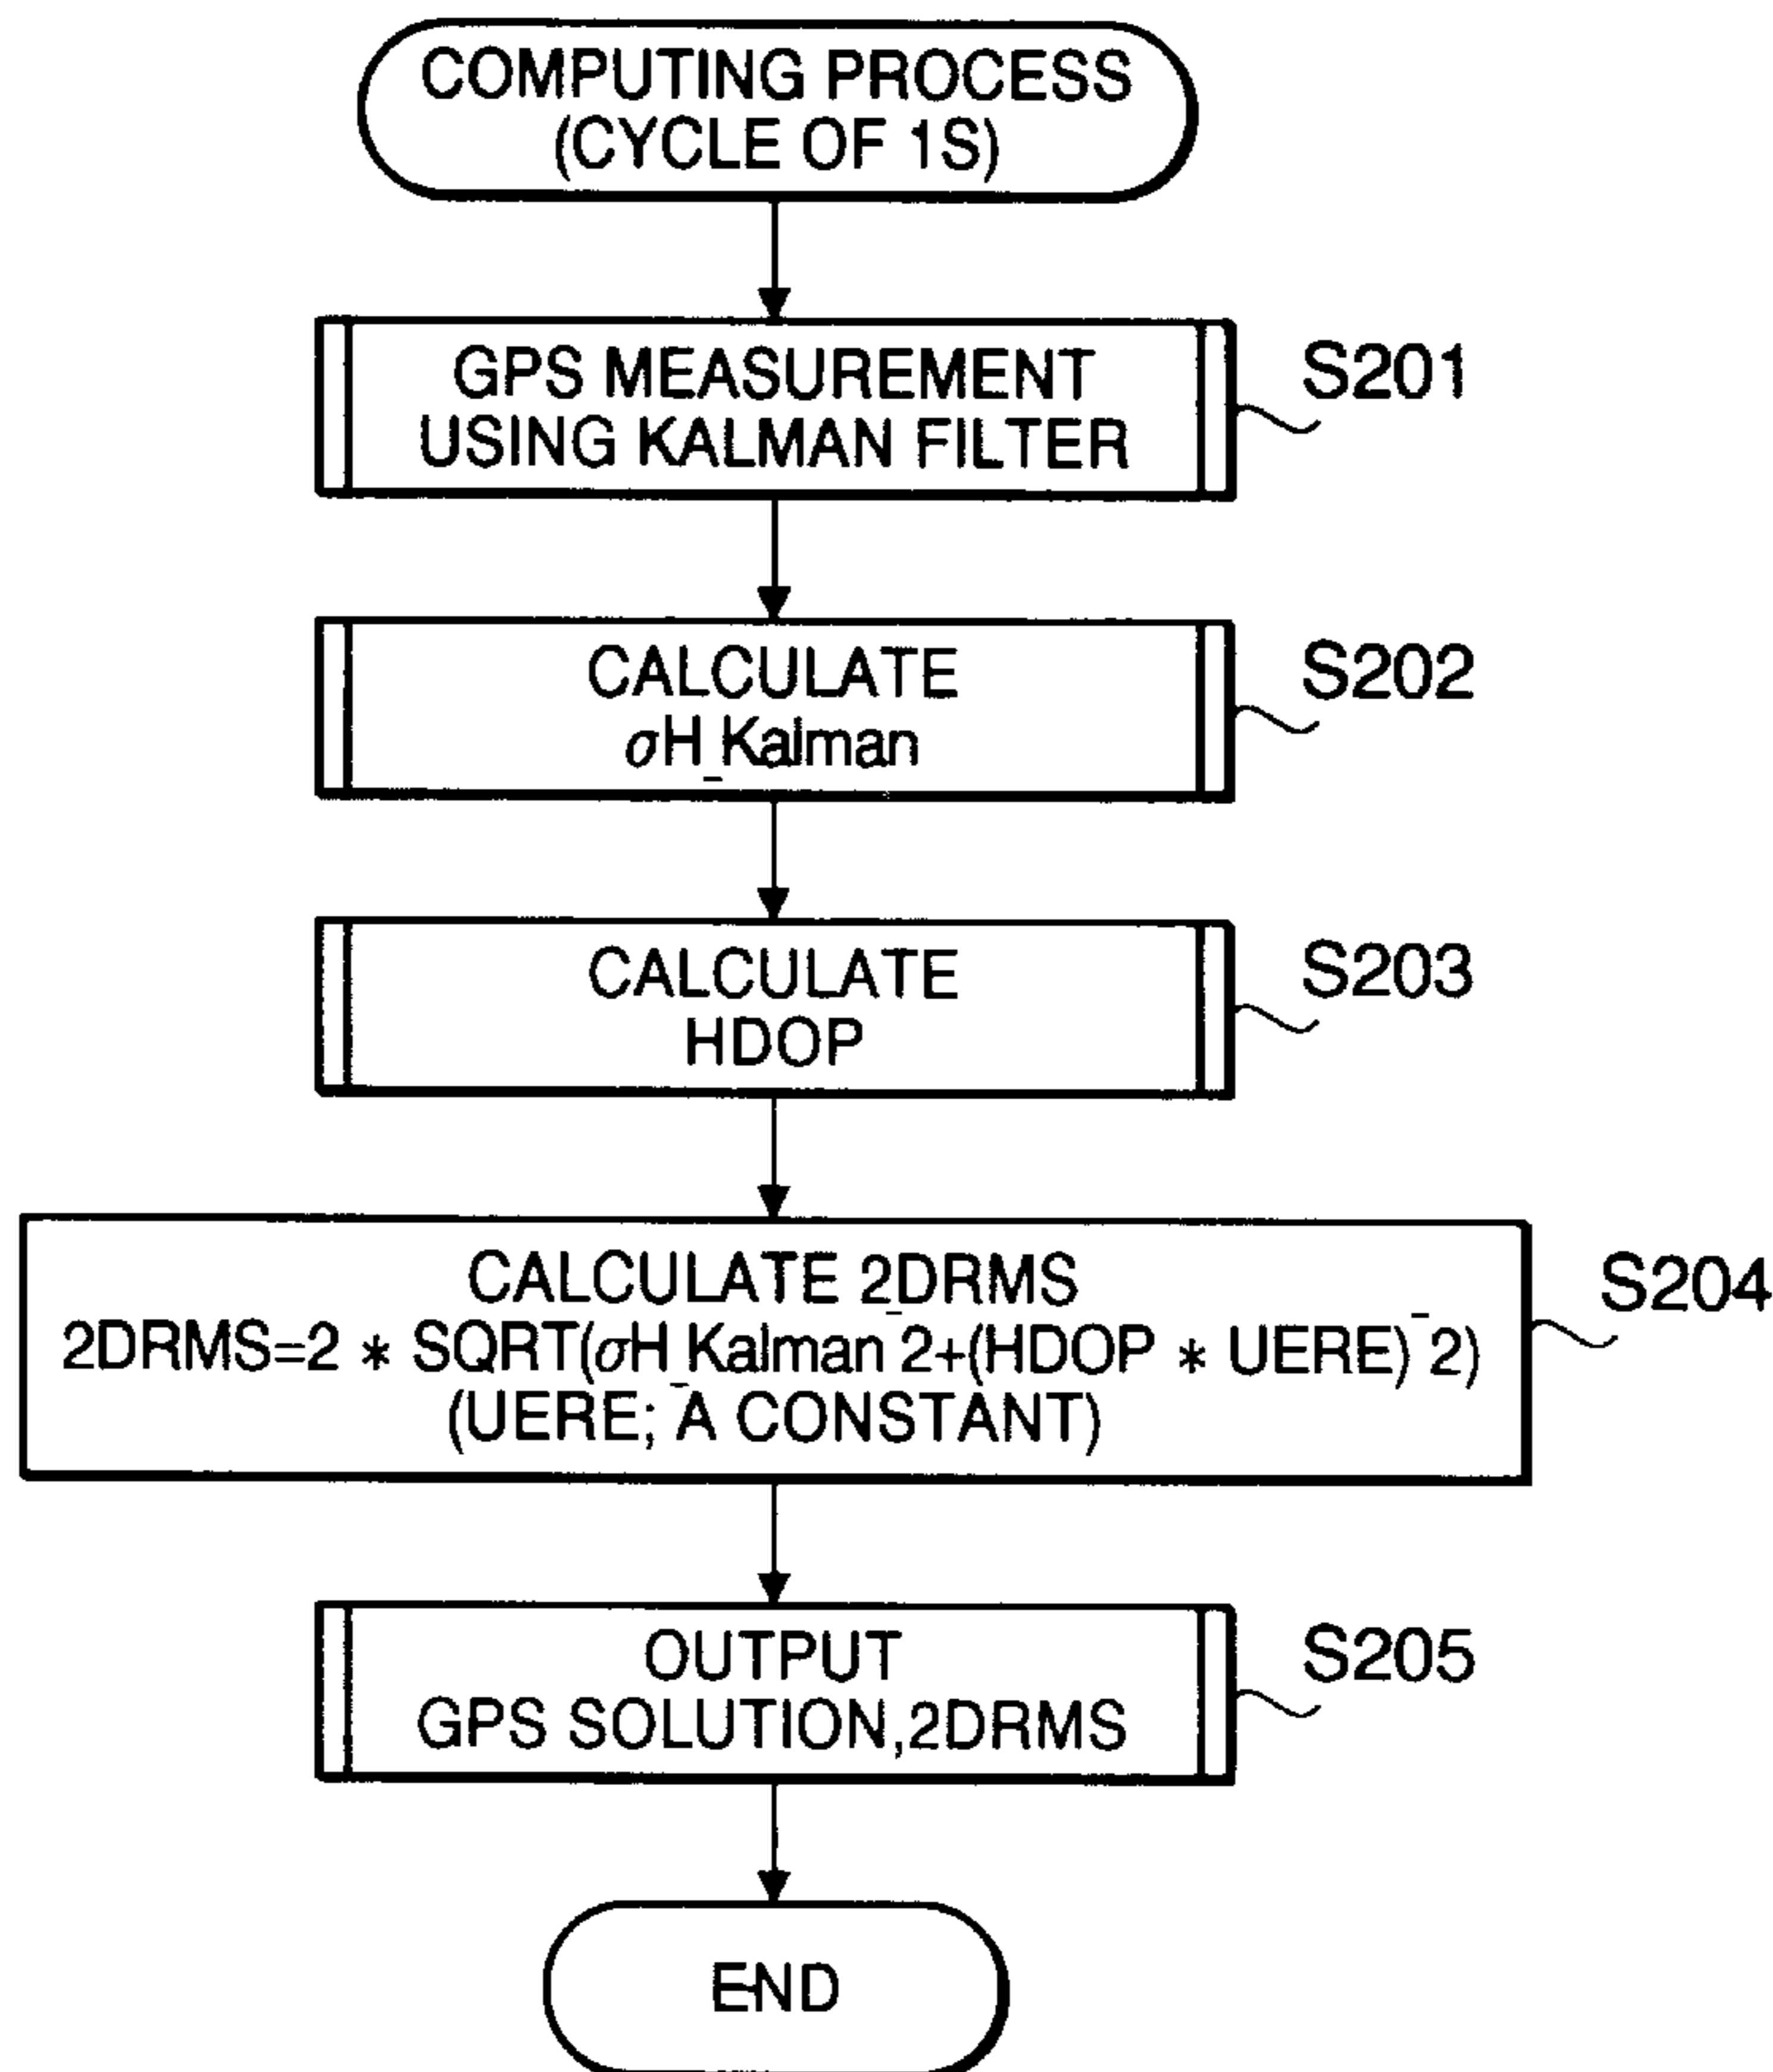 COMPUTING PROCESS
(CYCLE OF 1S)
GPS MEASUREMENT
USING KALMAN FILTER
S201
CALCULATE
σH_Kalman
S202
CALCULATE
HDOP
S203
CALCULATE 2DRMS
2DRMS=2 * SQRT(σH_Kalman¯2+(HDOP * UERE)¯2)
(UERE; A CONSTANT)
S204
OUTPUT
GPS SOLUTION,2DRMS
S205
END